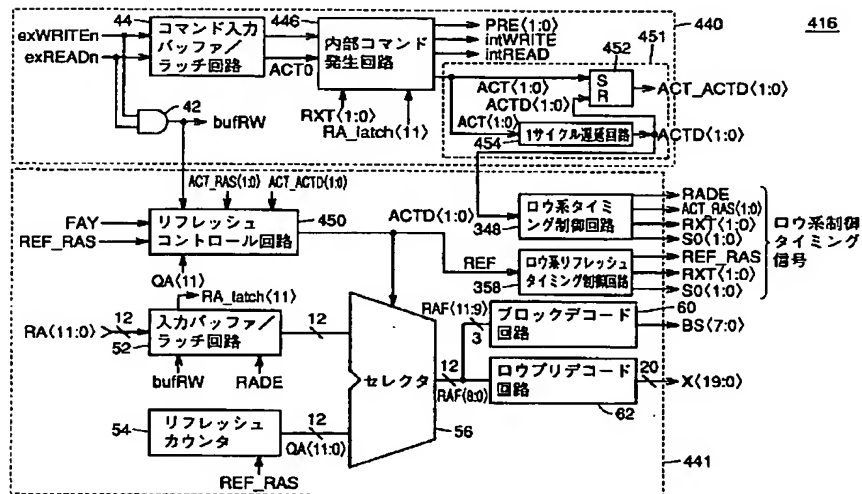 416
exWRITEn
exREADn
44
コマンド入力
バッファ/
ラッチ回路
ACT0
446
内部コマンド
発生回路
PRE⟨1:0⟩
intWRITE
intREAD
440
RXT⟨1:0⟩
RA_latch⟨11⟩
42
bufRW
452
451
S
R
ACT⟨1:0⟩
ACTD⟨1:0⟩
ACT_ACTD⟨1:0⟩
ACT⟨1:0⟩
1サイクル遅延回路
454
ACTD⟨1:0⟩
ACT_RAS⟨1:0⟩
ACT_ACTD⟨1:0⟩
FAY
REF_RAS
リフレッシュ
コントロール回路
450
QA⟨11⟩
ACTD⟨1:0⟩
ロウ系タイミ
ング制御回路
348
RADE
ACT_RAS⟨1:0⟩
RXT⟨1:0⟩
S0⟨1:0⟩
REF
ロウ系リフレッシュ
タイミング制御回路
358
REF_RAS
RXT⟨1:0⟩
S0⟨1:0⟩
ロウ系制御
タイミング
信号
RA_latch⟨11⟩
RA⟨11:0⟩
12
入力バッファ/
ラッチ回路
52
12
bufRW
RADE
セレクタ
56
12
RAF⟨11:9⟩
3
RAF⟨8:0⟩
ブロックデコード
回路
60
BS⟨7:0⟩
ロウプリデコード
回路
62
20
X⟨19:0⟩
54
リフレッシュ
カウンタ
12
QA⟨11:0⟩
REF_RAS
441